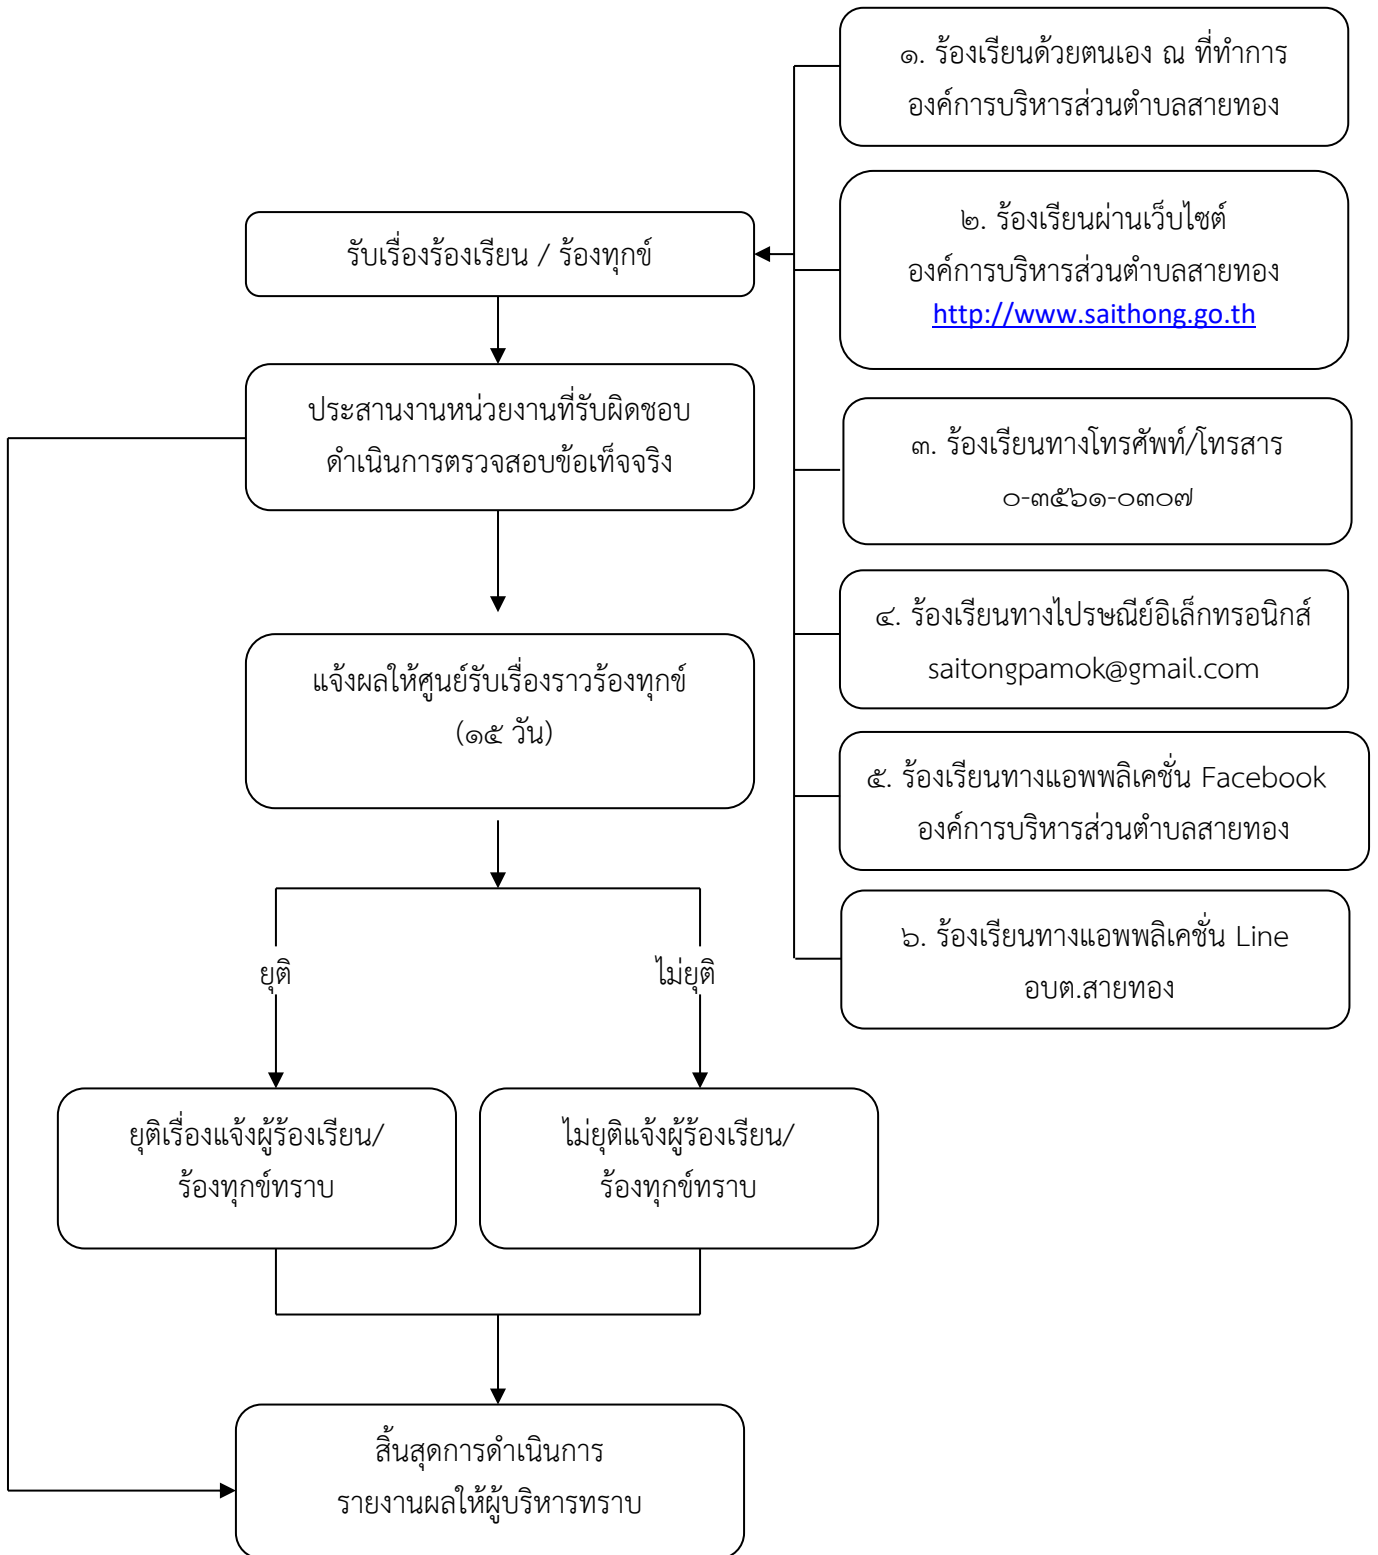 ๑. ร้องเรียนด้วยตนเอง ณ ที่ทำการ
องค์การบริหารส่วนตำบลสายทอง
๒. ร้องเรียนผ่านเว็บไซต์
องค์การบริหารส่วนตำบลสายทอง
http://www.saithong.go.th
๓. ร้องเรียนทางโทรศัพท์/โทรสาร
๐-๓๕๖๑-๐๓๐๗
๔. ร้องเรียนทางไปรษณีย์อิเล็กทรอนิกส์
saitongpamok@gmail.com
๕. ร้องเรียนทางแอพพลิเคชั่น Facebook
องค์การบริหารส่วนตำบลสายทอง
๖. ร้องเรียนทางแอพพลิเคชั่น Line
อบต.สายทอง
รับเรื่องร้องเรียน / ร้องทุกข์
ประสานงานหน่วยงานที่รับผิดชอบ
ดำเนินการตรวจสอบข้อเท็จจริง
แจ้งผลให้ศูนย์รับเรื่องราวร้องทุกข์
(๑๕ วัน)
ยุติ
ไม่ยุติ
ยุติเรื่องแจ้งผู้ร้องเรียน/
ร้องทุกข์ทราบ
ไม่ยุติแจ้งผู้ร้องเรียน/
ร้องทุกข์ทราบ
สิ้นสุดการดำเนินการ
รายงานผลให้ผู้บริหารทราบ